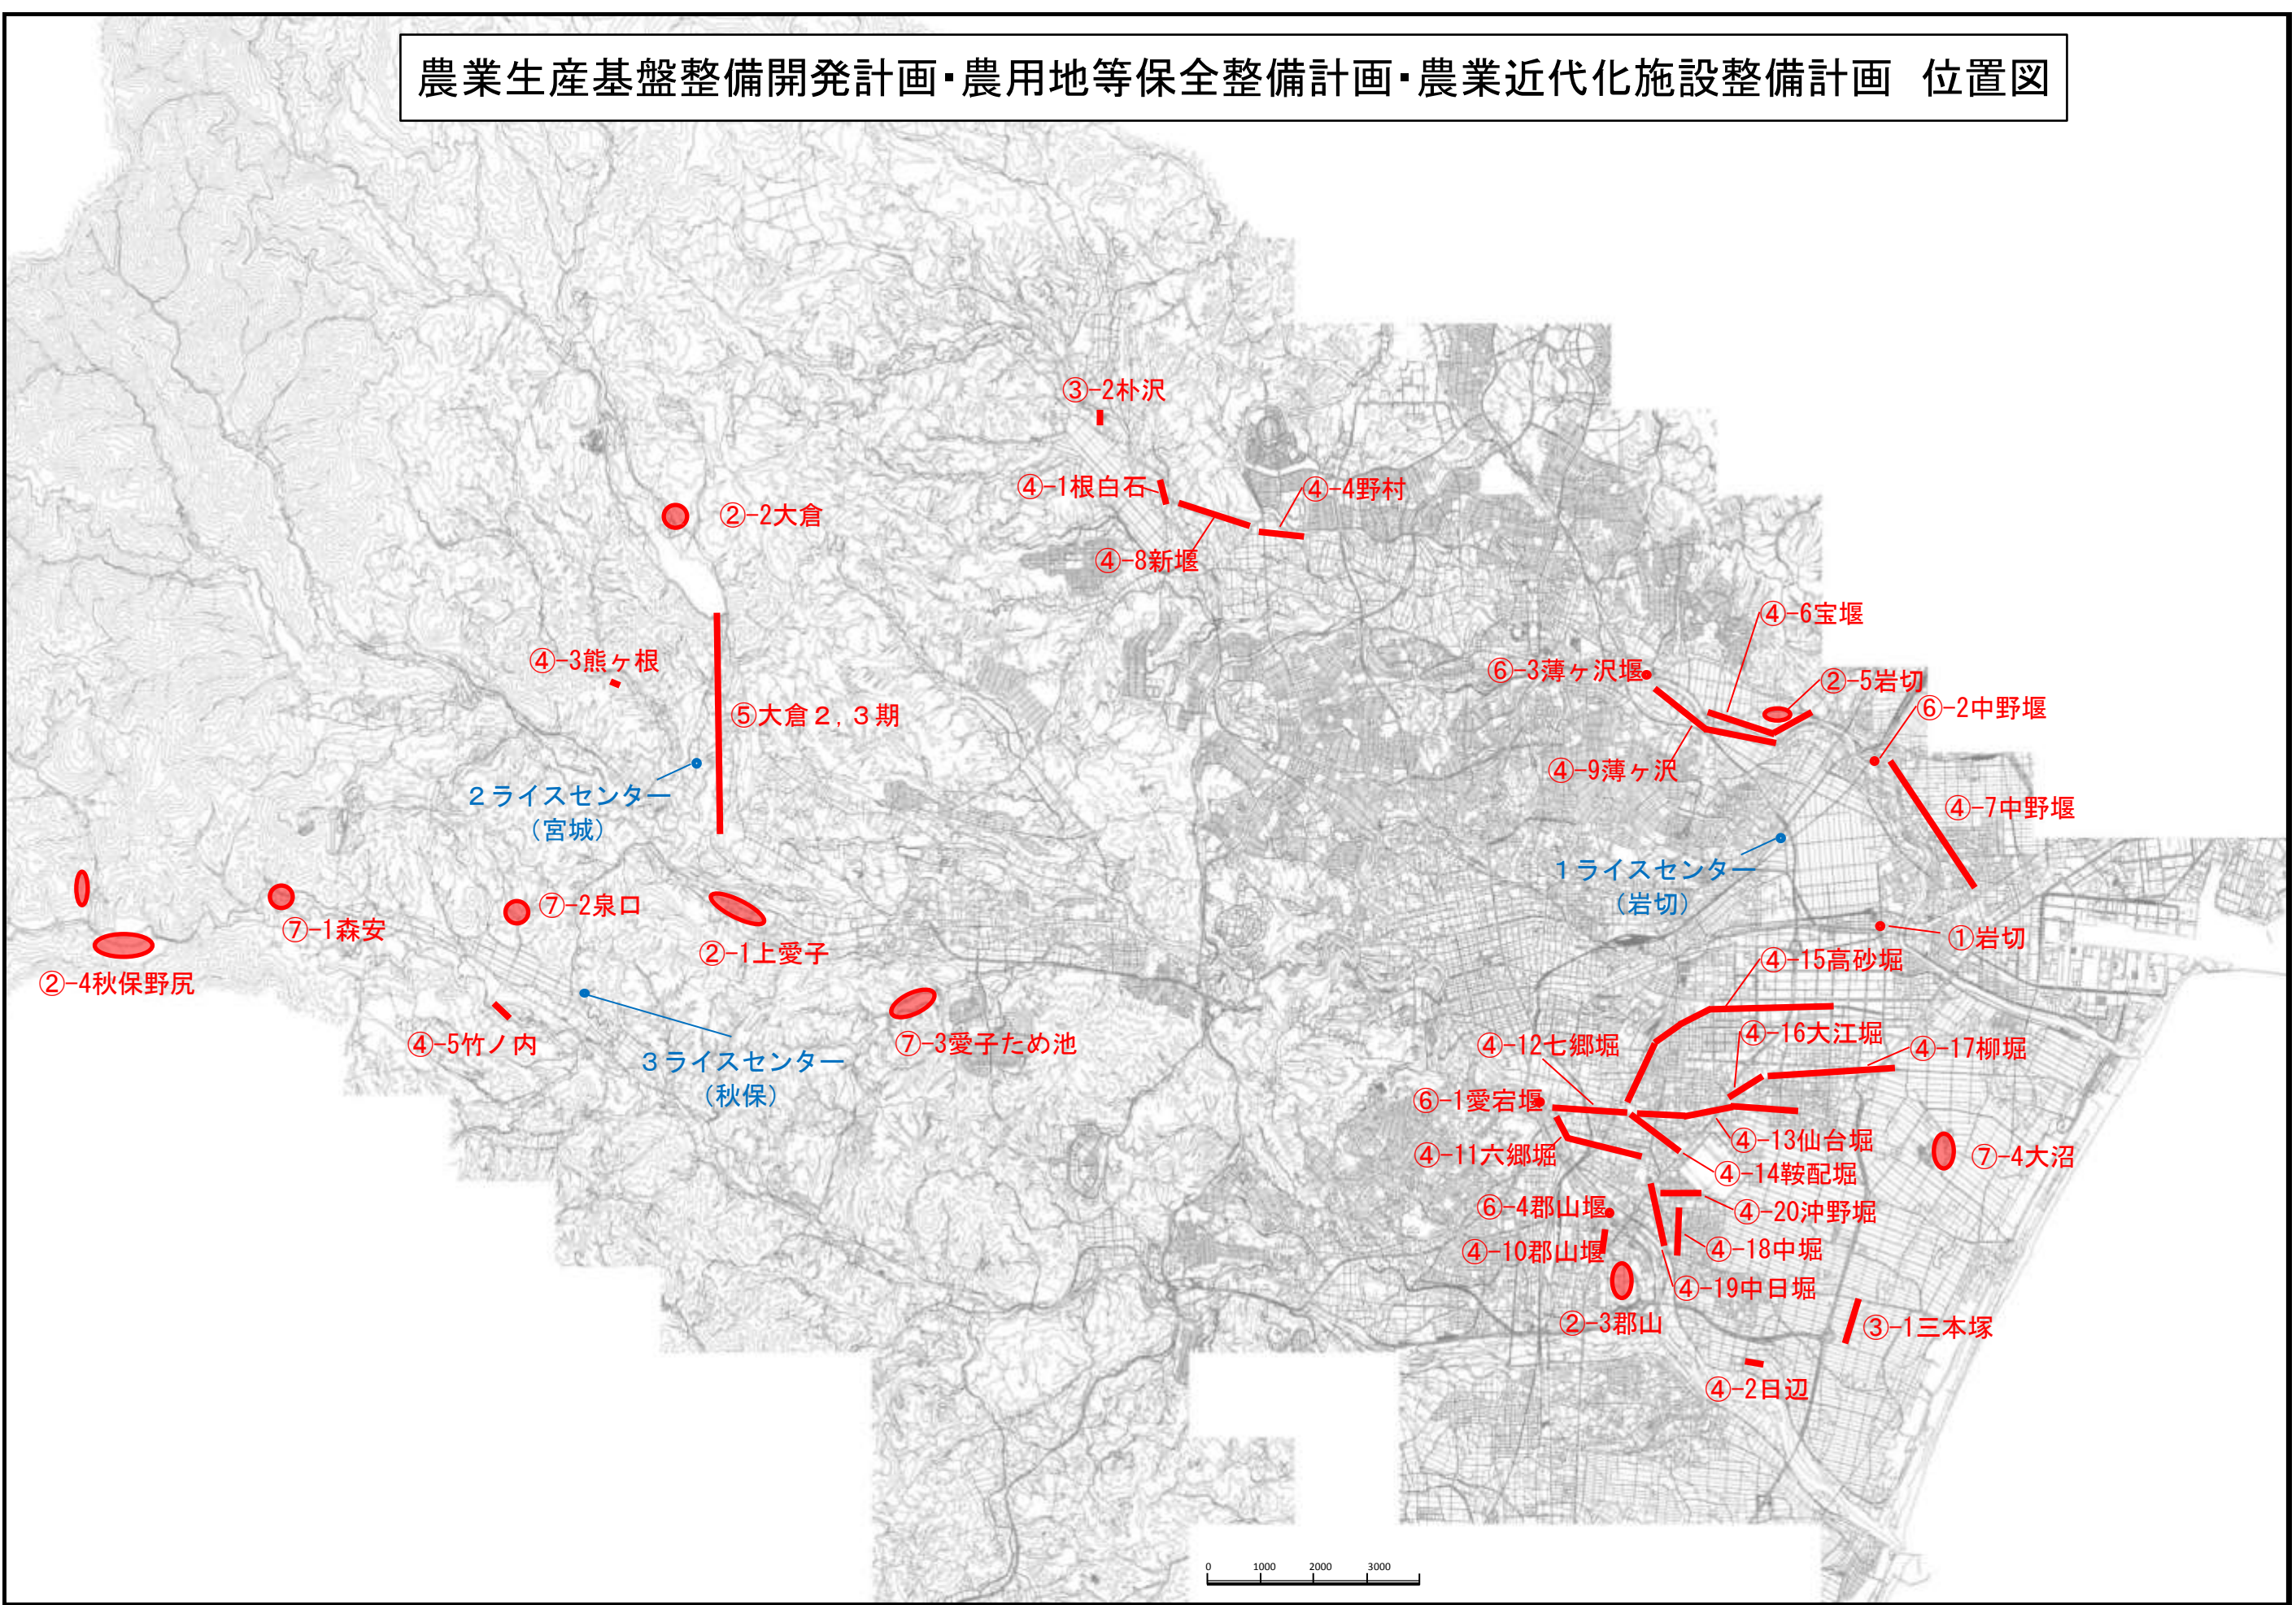 農業生産基盤整備開発計画・農用地等保全整備計画・農業近代化施設整備計画　位置図
③-2朴沢
④-1根白石
④-4野村
②-2大倉
④-8新堰
④-6宝堰
④-3熊ヶ根
⑥-3薄ヶ沢堰
②-5岩切
⑥-2中野堰
⑤大倉２,３期
④-9薄ヶ沢
２ライスセンター
（宮城）
④-7中野堰
１ライスセンター
（岩切）
⑦-2泉口
⑦-1森安
①岩切
②-1上愛子
④-15高砂堀
②-4秋保野尻
④-16大江堀
④-5竹ノ内
⑦-3愛子ため池
④-12七郷堀
④-17柳堀
３ライスセンター
（秋保）
⑥-1愛宕堰
④-13仙台堀
④-11六郷堀
⑦-4大沼
④-14鞍配堀
⑥-4郡山堰
④-20沖野堀
④-10郡山堰
④-18中堀
④-19中日堀
②-3郡山
③-1三本塚
④-2日辺
0 1000 2000 3000